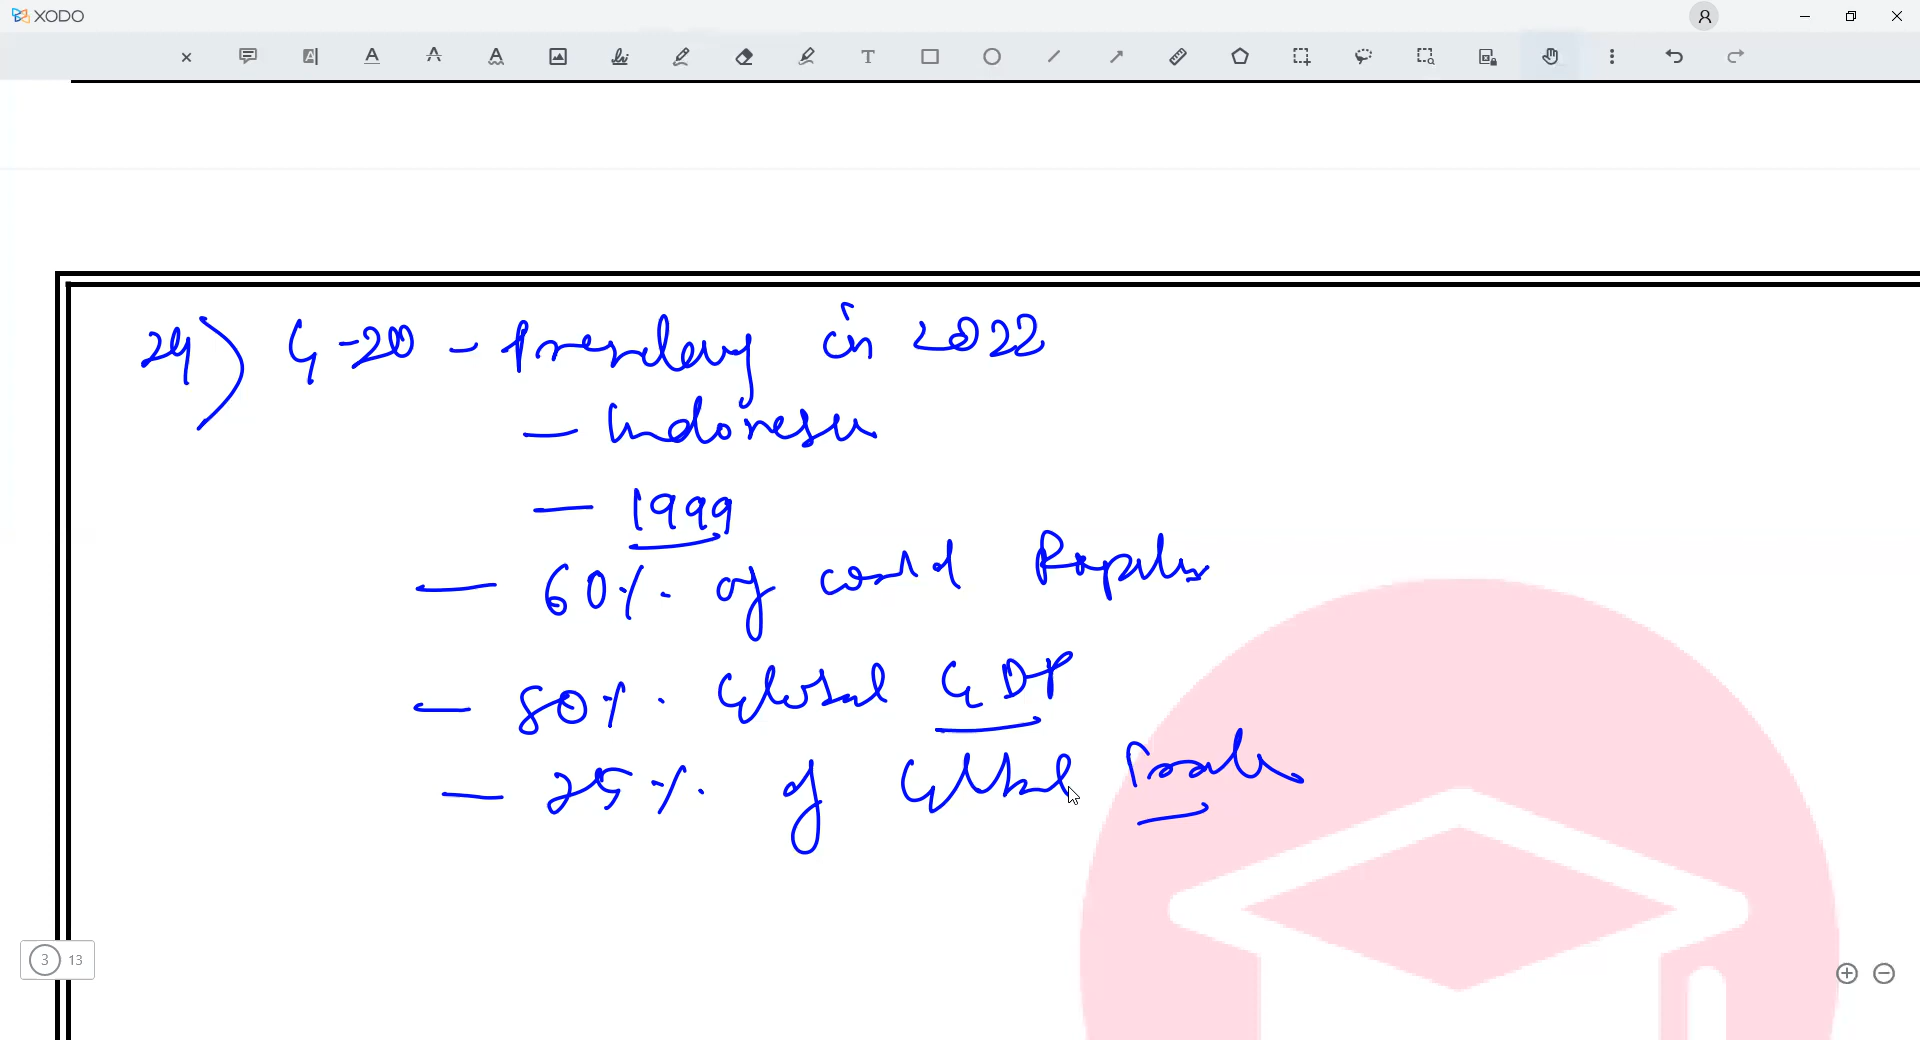 XODO
24) G-20 - Presidency in 2022
- Indonesia
- 1999
- 60% of world Popula
- 80% Global GDP
- 25% of Global Trade
3 13